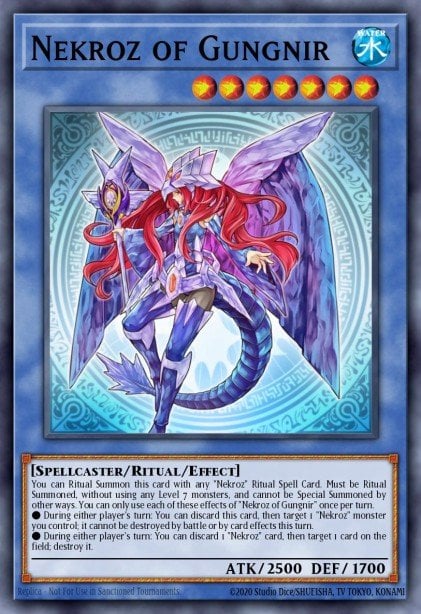 NEKROZ OF GUNGNIR
WATER
水
[SPELLCASTER/RITUAL/EFFECT]
You can Ritual Summon this card with any "Nekroz" Ritual Spell Card. Must be Ritual
Summoned, without using any Level 7 monsters, and cannot be Special Summoned by
other ways. You can only use each of these effects of "Nekroz of Gungnir" once per turn.
● During either player's turn: You can discard this card, then target 1 "Nekroz" monster
you control; it cannot be destroyed by battle or by card effects this turn.
● During either player's turn: You can discard 1 "Nekroz" card, then target 1 card on the
field; destroy it.
ATK/2500 DEF/1700
Replica - Not For Use in Sanctioned Tournaments.
©2020 Studio Dice/SHUEISHA, TV TOKYO, KONAMI